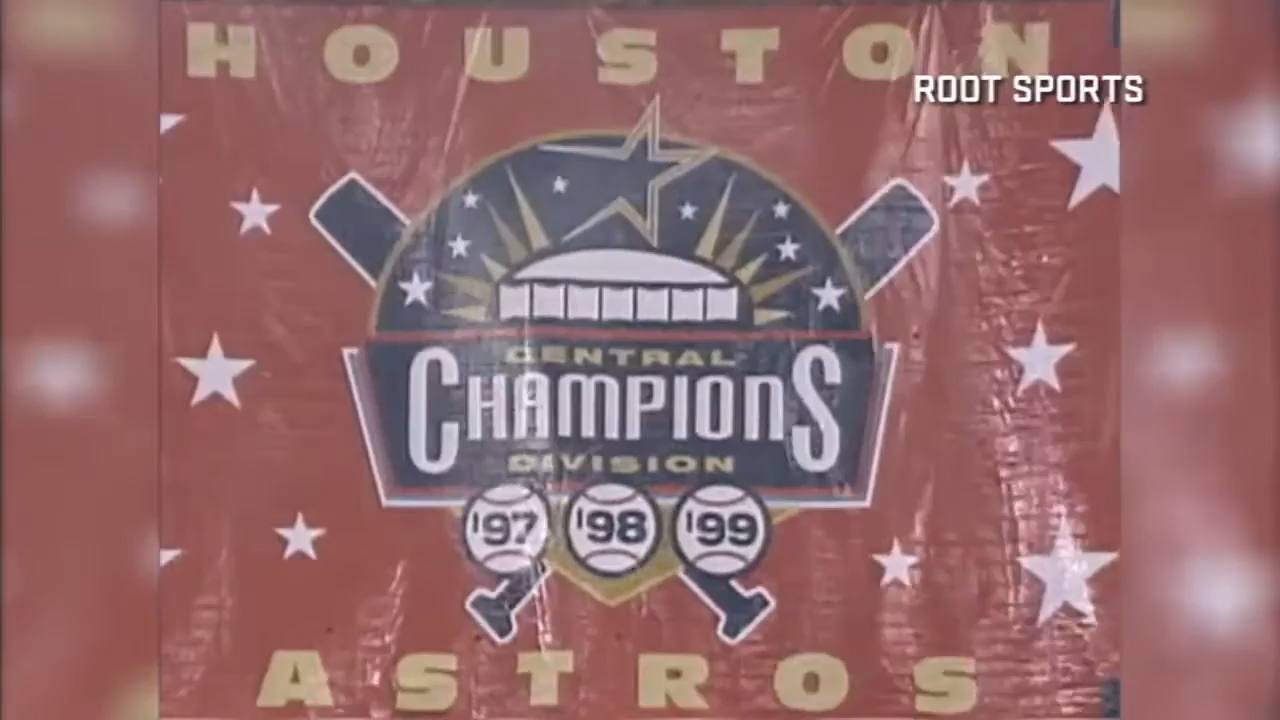 HOUSTON
ROOT SPORTS
CENTRAL
CHAMPIONS
DIVISION
'97 '98 '99
ASTROS